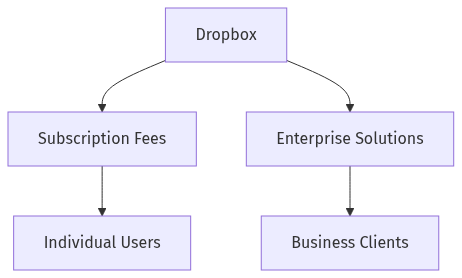 Dropbox
Subscription Fees
Enterprise Solutions
Individual Users
Business Clients